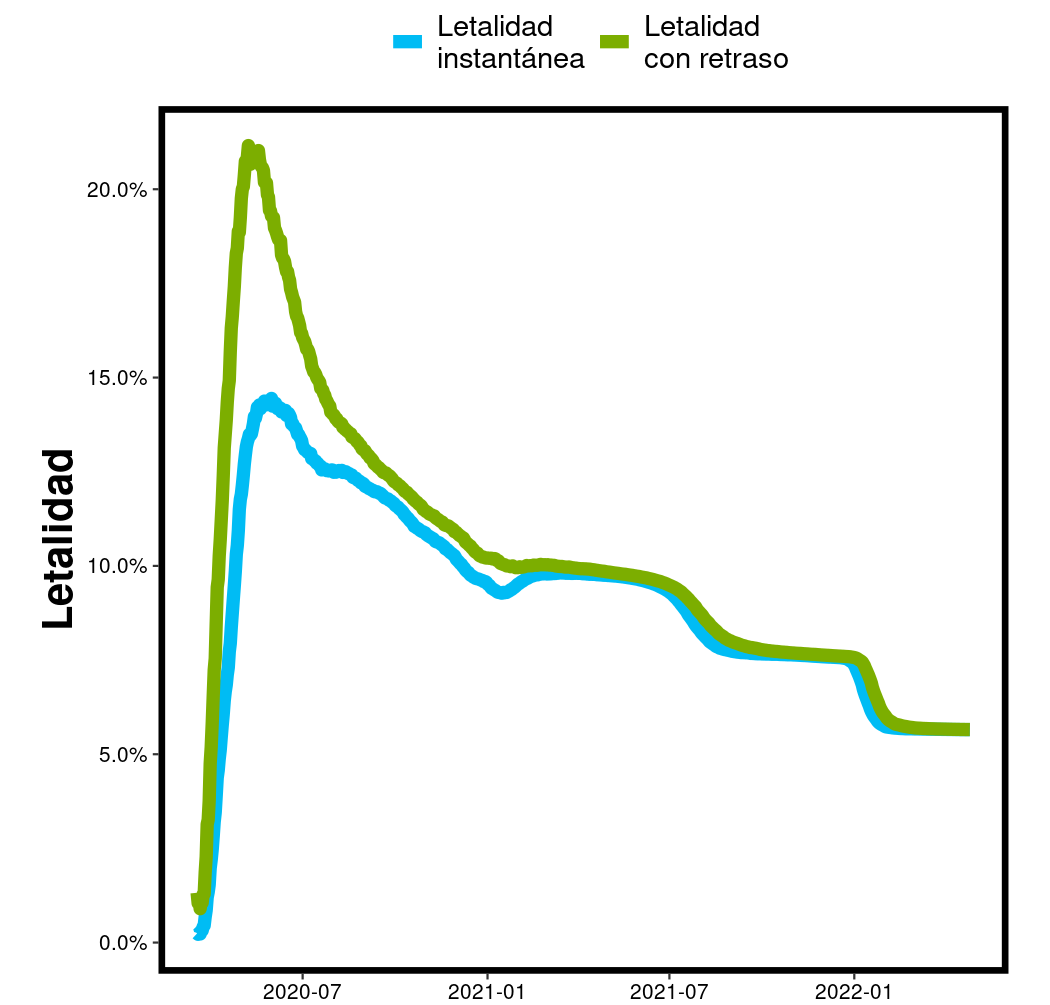 Letalidad
instantánea
Letalidad
con retraso
Letalidad
20.0%
15.0%
10.0%
5.0%
0.0%
2020-07
2021-01
2021-07
2022-01